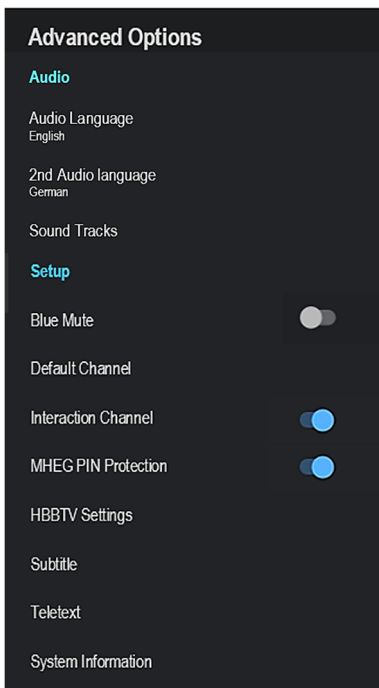 Advanced Options
Audio
Audio Language
English
2nd Audio language
German
Sound Tracks
Setup
Blue Mute
Default Channel
Interaction Channel
MHEG PIN Protection
HBBTV Settings
Subtitle
Teletext
System Information